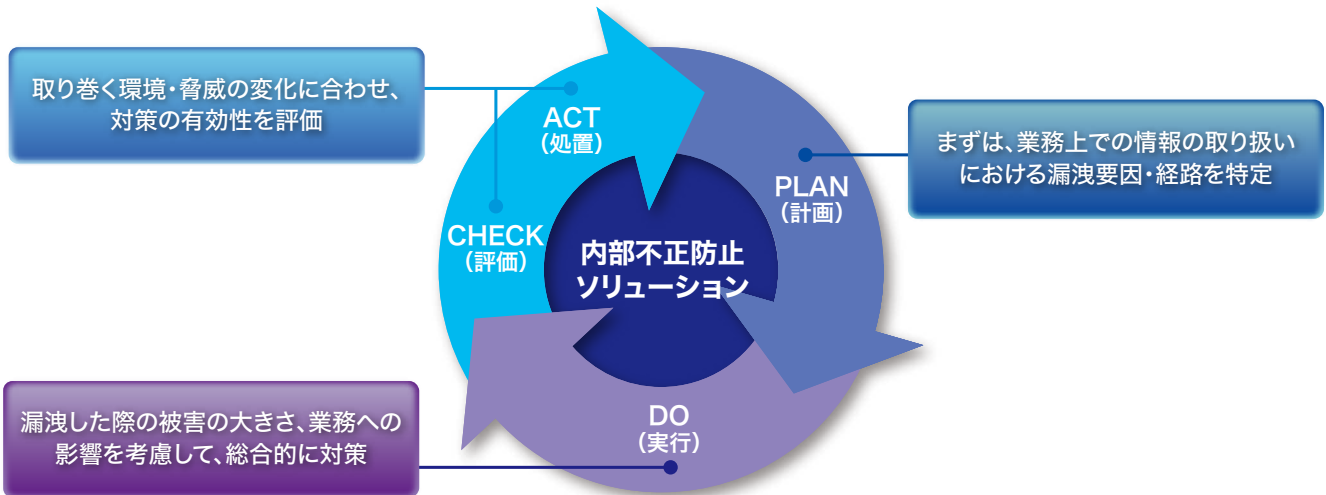 取り巻く環境・脅威の変化に合わせ、
対策の有効性を評価
ACT
(処置)
まずは、業務上での情報の取り扱い
における漏洩要因・経路を特定
PLAN
(計画)
CHECK
(評価)
内部不正防止
ソリューション
漏洩した際の被害の大きさ、業務への
影響を考慮して、総合的に対策
DO
(実行)